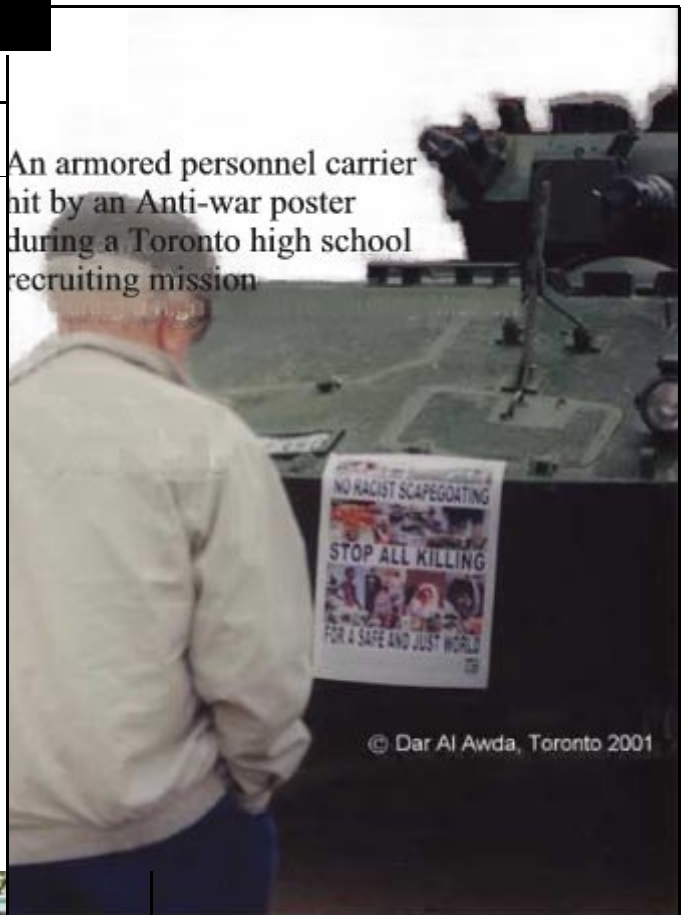 An armored personnel carrier
hit by an Anti-war poster
during a Toronto high school
recruiting mission
NO RACIST SCAPEGOATING
STOP ALL KILLING
FOR A SAFE AND JUST WORLD
© Dar Al Awda, Toronto 2001